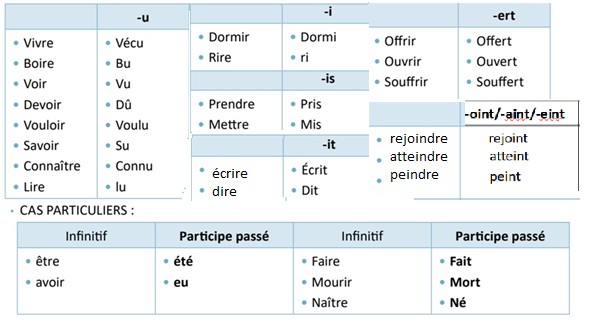 -u
Vivre Vécu
Boire Bu
Voir Vu
Devoir Dû
Vouloir Voulu
Savoir Su
Connaître Connu
Lire lu
-i
Dormir Dormi
Rire ri
-is
Prendre Pris
Mettre Mis
-it
écrire Écrit
dire Dit
-ert
Offrir Offert
Ouvrir Ouvert
Souffrir Souffert
-oint/-aint/-eint
rejoindre rejoint
atteindre atteint
peindre peint
CAS PARTICULIERS :
Infinitif Participe passé Infinitif Participe passé
être été Faire Fait
avoir eu Mourir Mort
Naître Né